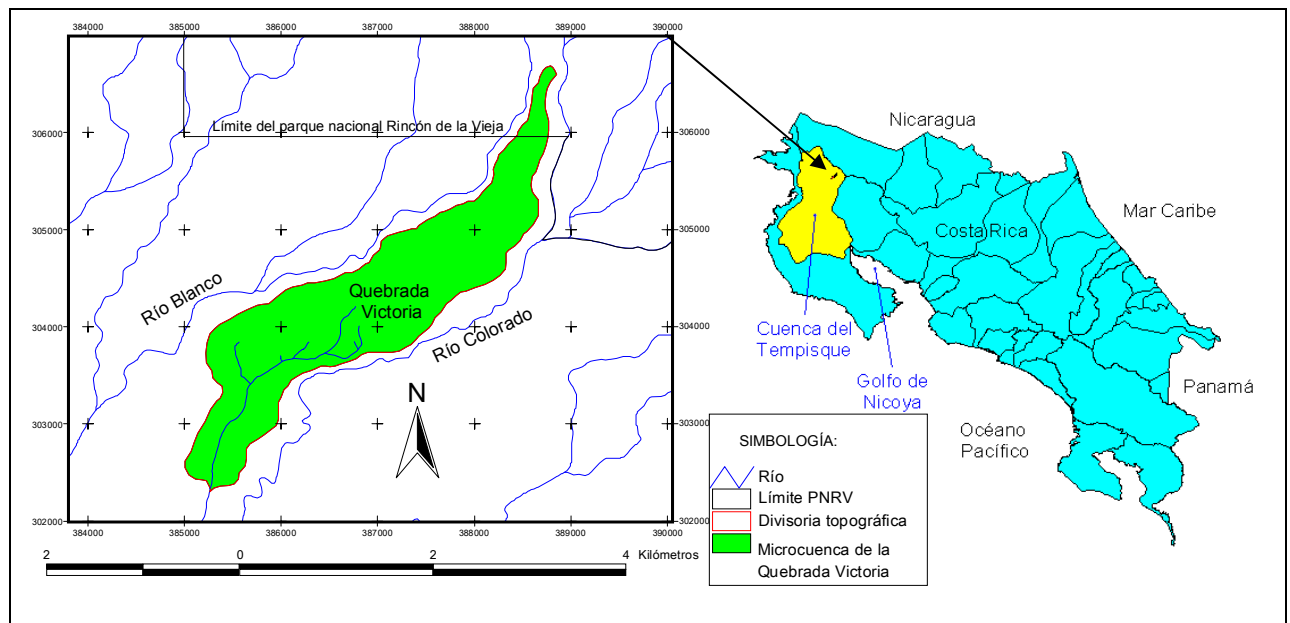 384000 385000 386000 387000 388000 389000 390000
306000 306000
305000 305000
304000 304000
303000 303000
302000 302000
384000 385000 386000 387000 388000 389000 390000
Límite del parque nacional Rincón de la Vieja
Río Blanco
Quebrada
Victoria
Río Colorado
N
2 0 2 4 Kilómetros
Nicaragua
Mar Caribe
Costa Rica
Cuenca del
Tempisque
Golfo de
Nicoya
Panamá
Océano
Pacífico
SIMBOLOGÍA:
Río
Límite PNRV
Divisoria topográfica
Microcuenca de la
Quebrada Victoria